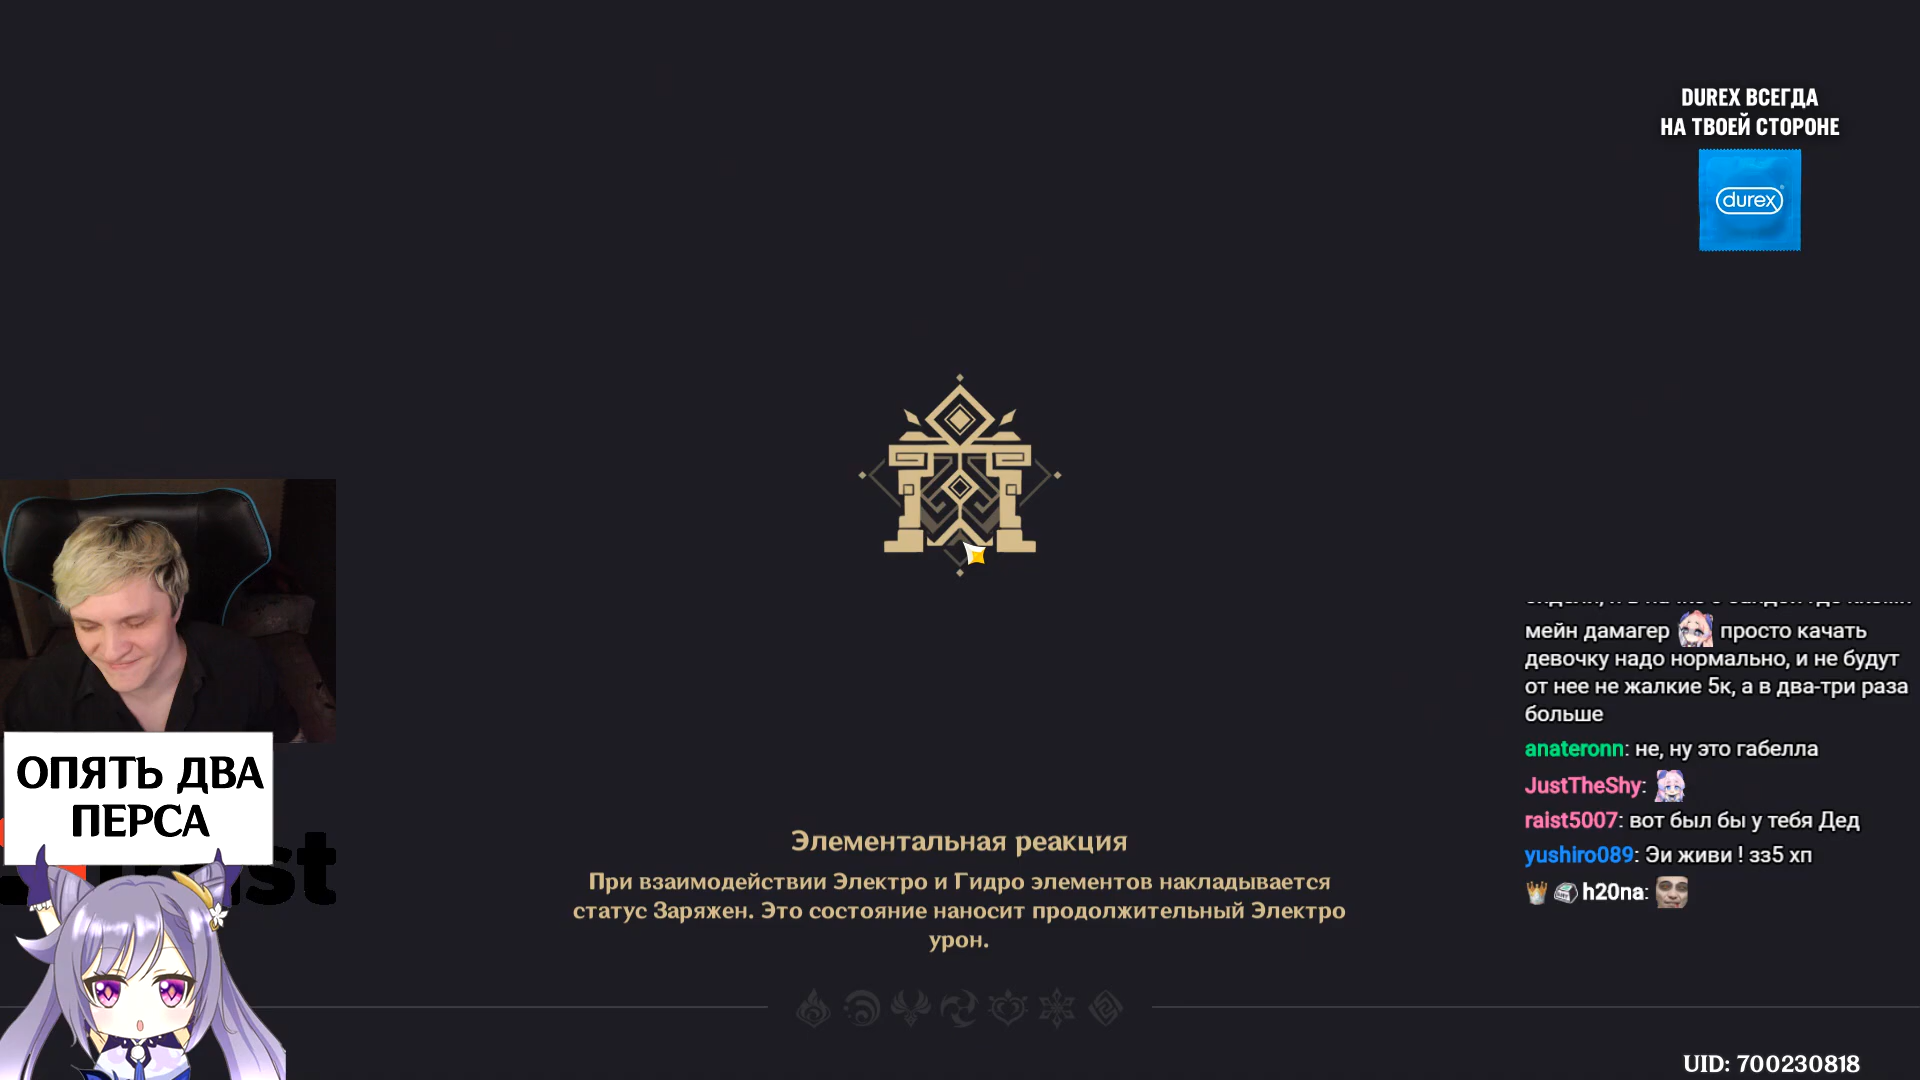 DUREX ВСЕГДА
НА ТВОЕЙ СТОРОНЕ
durex
мейн дамагер просто качать
девочку надо нормально, и не будут
от нее не жалкие 5к, а в два-три раза
больше
anateronn: не, ну это габелла
JustTheShy:
raist5007: вот был бы у тебя Дед
yushiro089: Эи живи ! зз5 хп
h20na:
ОПЯТЬ ДВА
ПЕРСА
st
Элементальная реакция
При взаимодействии Электро и Гидро элементов накладывается
статус Заряжен. Это состояние наносит продолжительный Электро
урон.
UID: 700230818